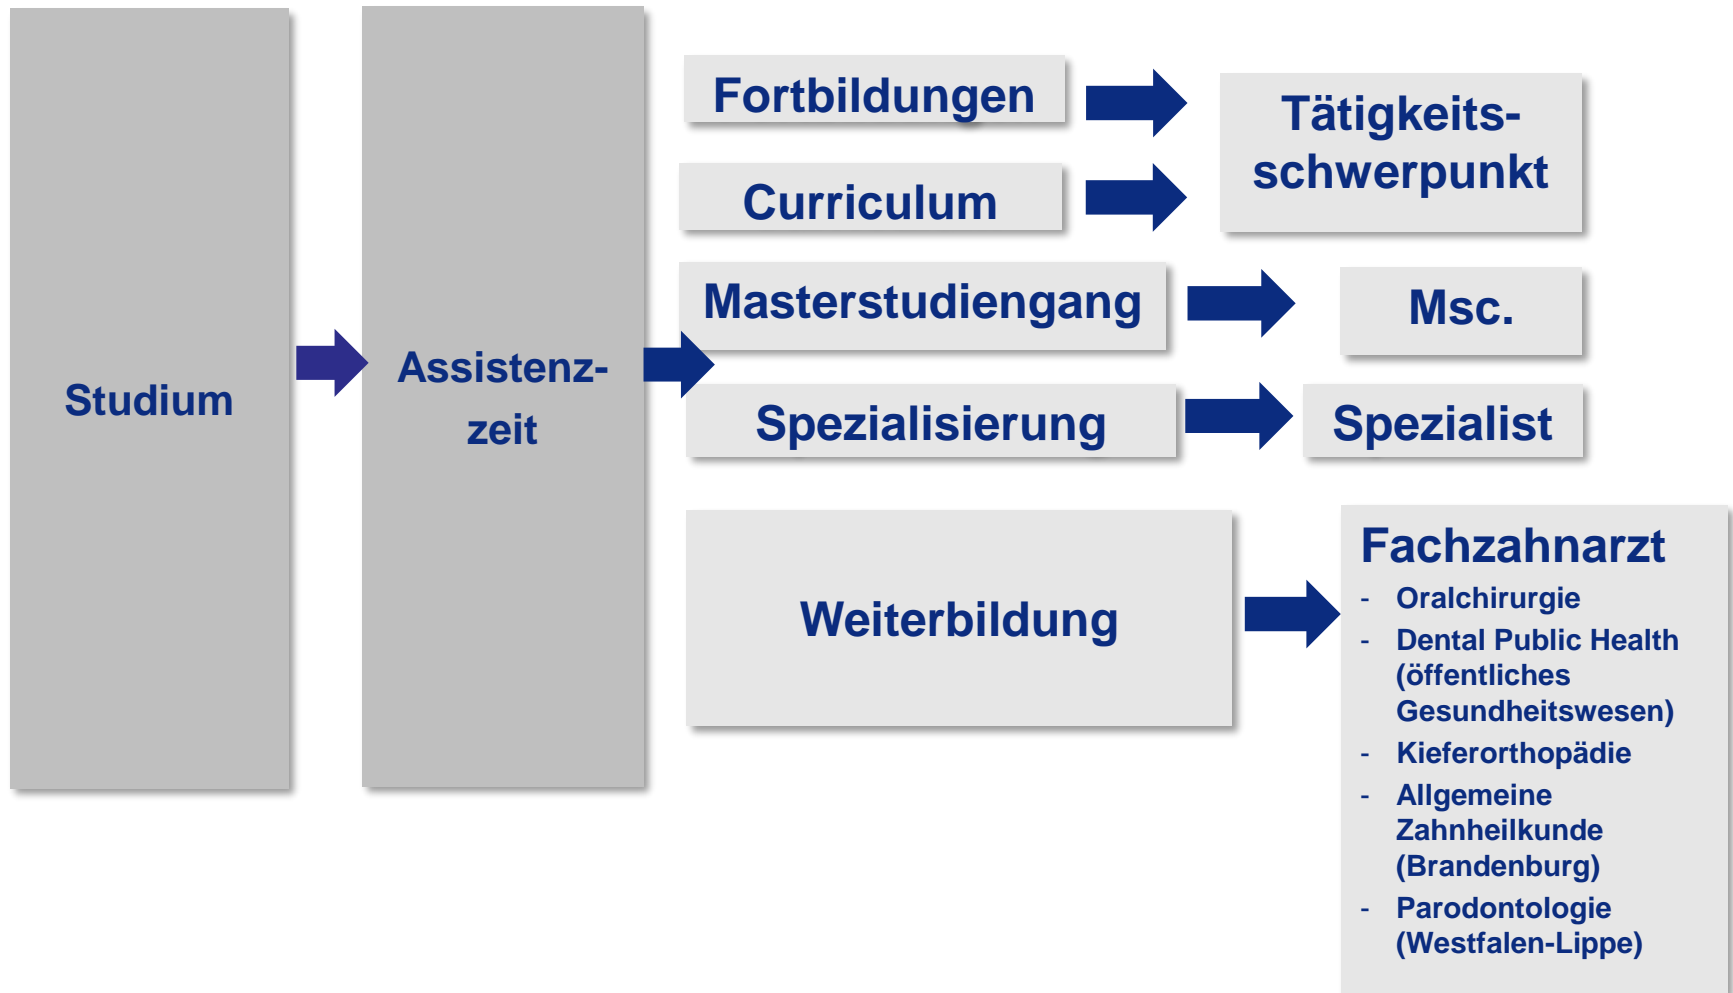 Studium
Assistenz-
zeit
Fortbildungen
Curriculum
Tätigkeits-
schwerpunkt
Masterstudiengang
Msc.
Spezialisierung
Spezialist
Weiterbildung
Fachzahnarzt
- Oralchirurgie
- Dental Public Health
(öffentliches
Gesundheitswesen)
- Kieferorthopädie
- Allgemeine
Zahnheilkunde
(Brandenburg)
- Parodontologie
(Westfalen-Lippe)